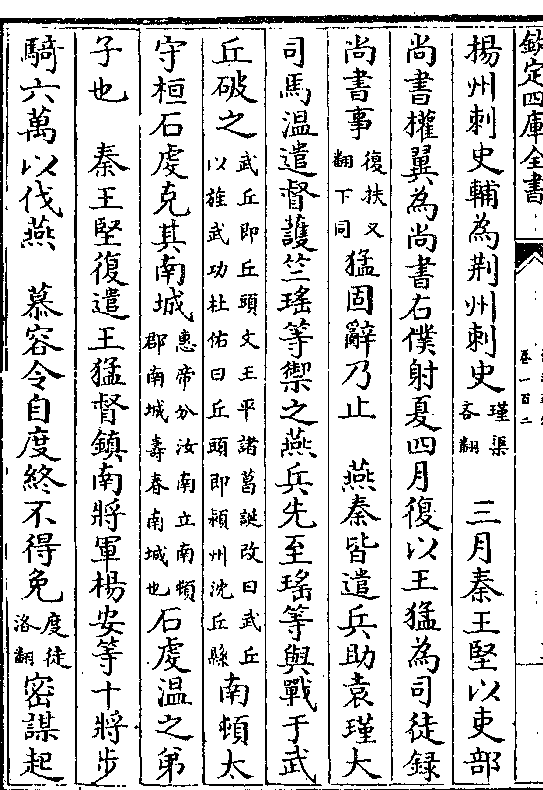 欽定四庫全書
卷一百二
揚州刺史輔為荆州刺史瑾渠吝翻 三月秦王堅以吏部
尚書權翼為尚書右僕射夏四月復以王猛為司徒録
尚書事復扶又翻下同猛固辭乃止 燕秦皆遣兵助袁瑾大
司馬溫遣督護竺瑤等禦之燕兵先至瑤等與戰于武
丘破之武丘即丘頭文王平諸葛誕改曰武丘以旌武功杜佑曰丘頭即潁州沈丘縣南頓太
守桓石虔克其南城惠帝分汝南立南頓郡南城壽春南城也石虔溫之弟
子也 秦王堅復遣王猛督鎮南將軍楊安等十將步
騎六萬以伐燕 慕容令自度終不得免度徒洛翻密謀起